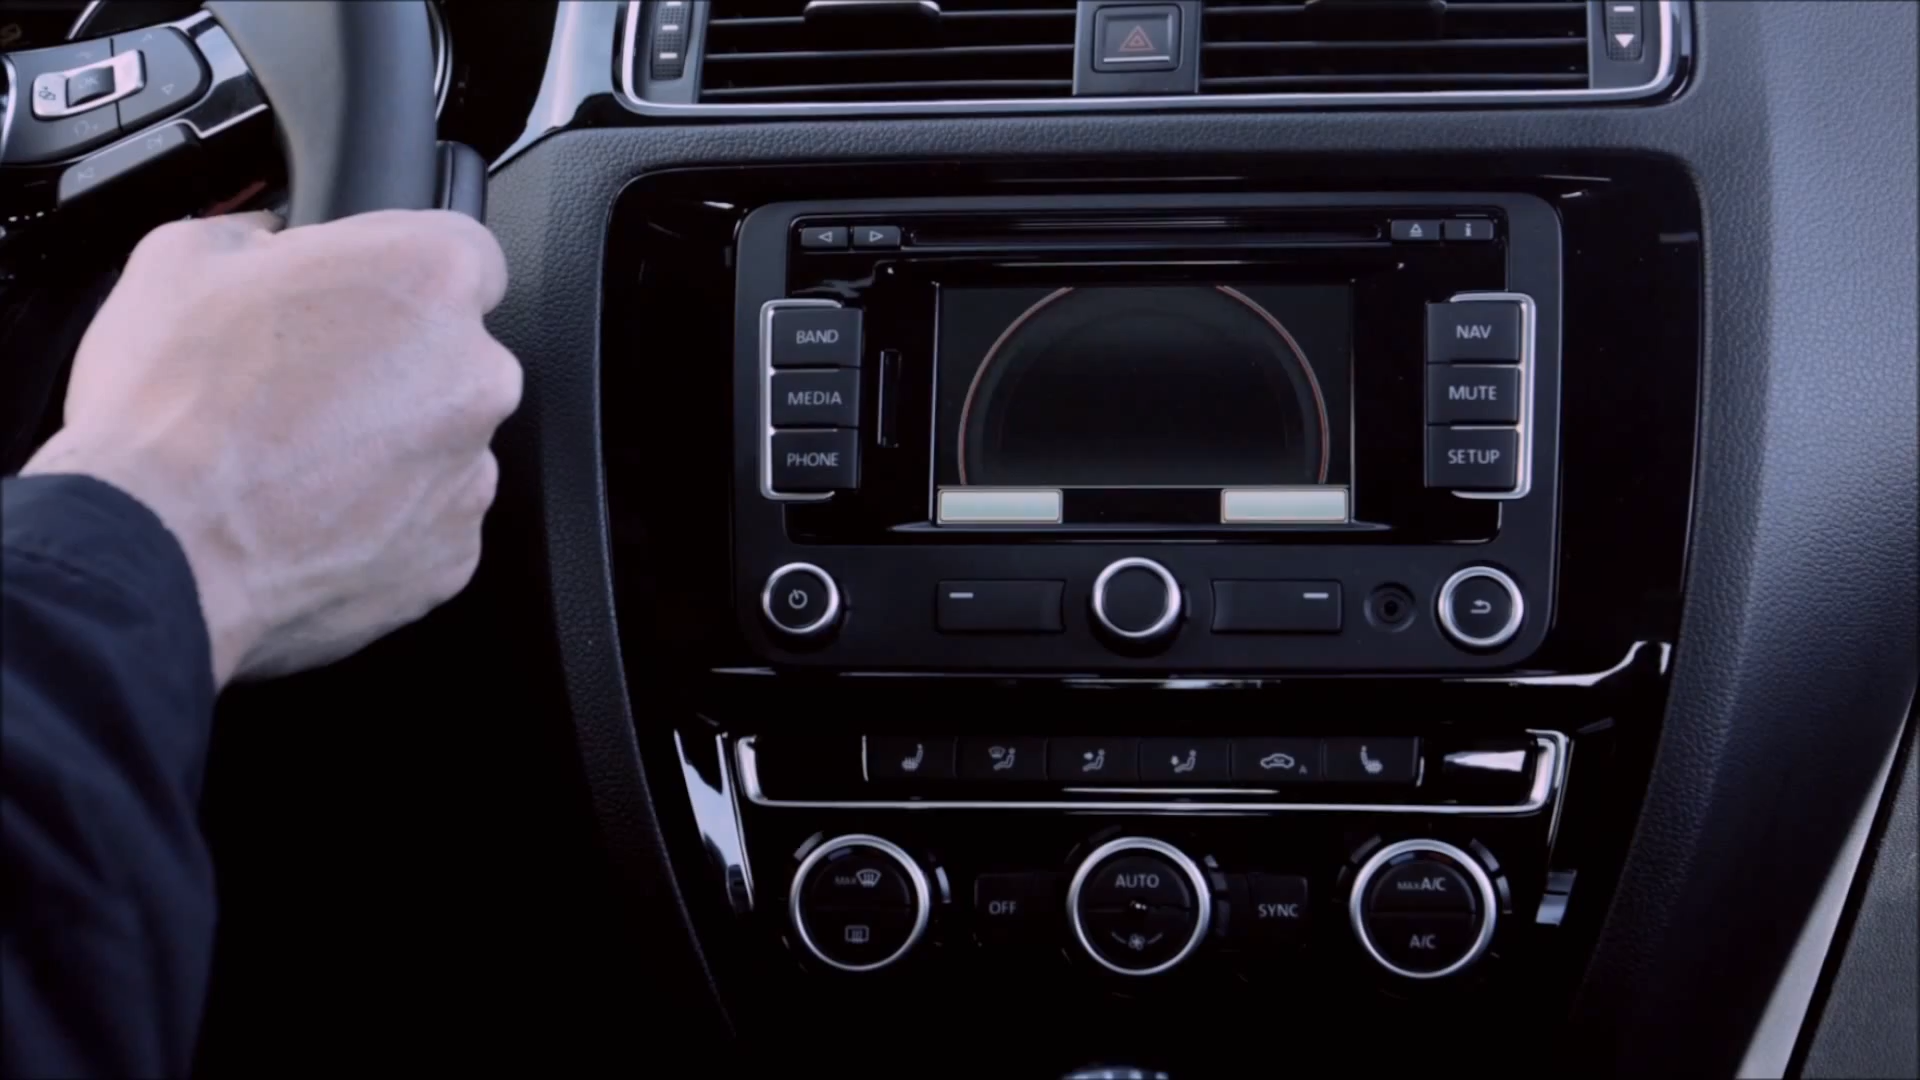 i
BAND
NAV
MEDIA
MUTE
PHONE
SETUP
A
MAX
AUTO
MAX A/C
OFF
SYNC
A/C